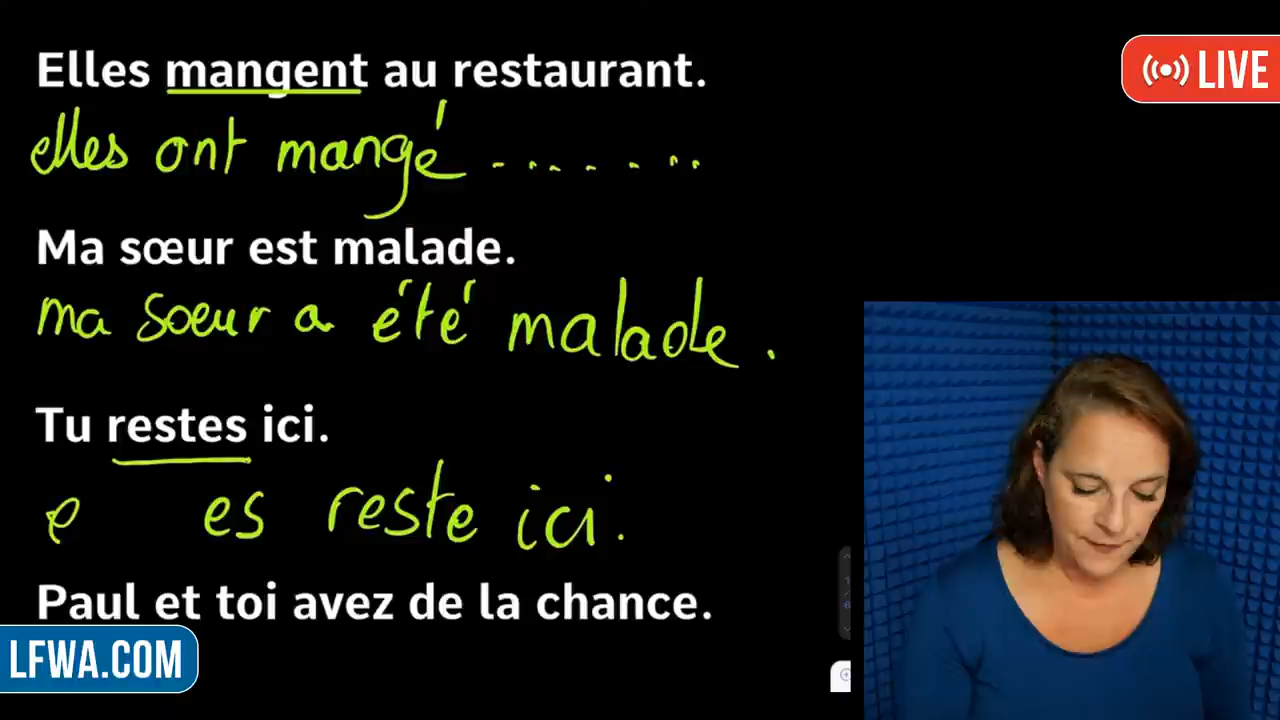 Elles mangent au restaurant.
LIVE
elles ont mangé .......
Ma sœur est malade.
ma soeur a été malade.
Tu restes ici.
e es reste ici.
Paul et toi avez de la chance.
LFWA.COM